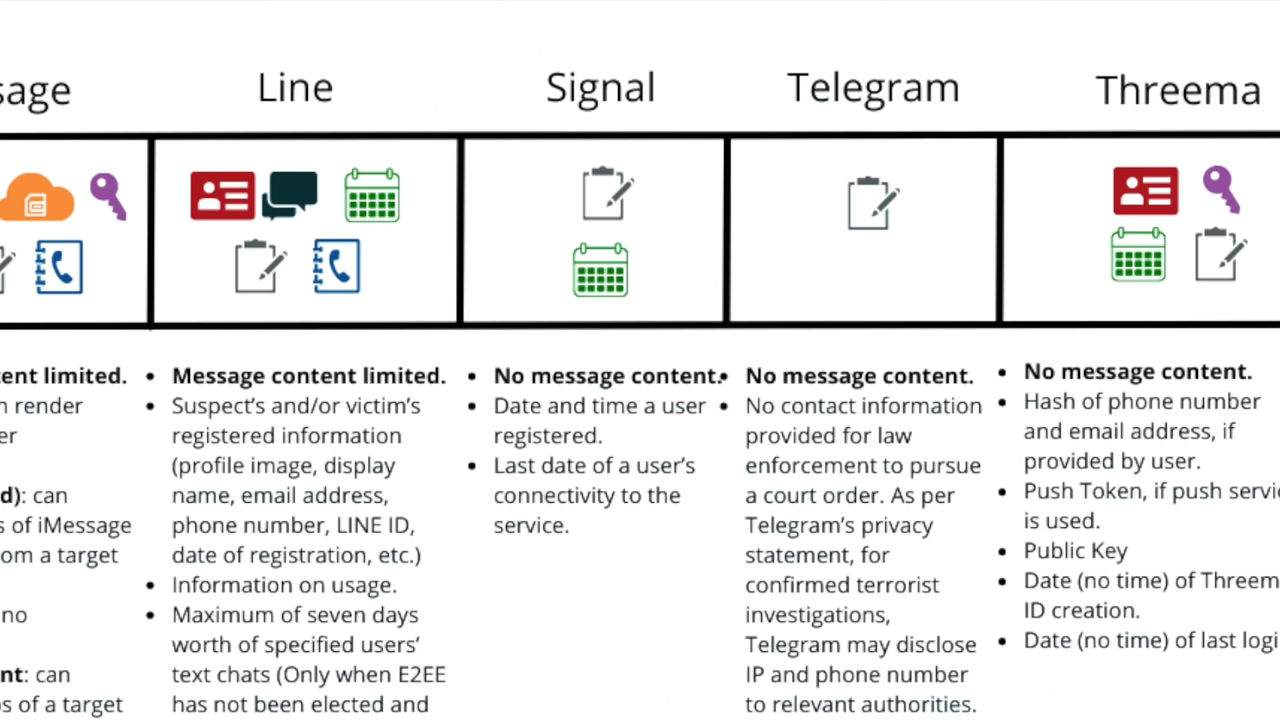 sage
Line
Signal
Telegram
Threema
ent limited.
render
er
d): can
s of iMessage
om a target
no
nt: can
s of a target
• Message content limited.
• Suspect's and/or victim's
registered information
(profile image, display
name, email address,
phone number, LINE ID,
date of registration, etc.)
• Information on usage.
• Maximum of seven days
worth of specified users'
text chats (Only when E2EE
has not been elected and
• No message content.
• Date and time a user
registered.
• Last date of a user's
connectivity to the
service.
• No message content.
• No contact information
provided for law
enforcement to pursue
a court order. As per
Telegram's privacy
statement, for
confirmed terrorist
investigations,
Telegram may disclose
IP and phone number
to relevant authorities.
• No message content.
• Hash of phone number
and email address, if
provided by user.
• Push Token, if push servi
is used.
• Public Key
• Date (no time) of Threem
ID creation.
• Date (no time) of last logi